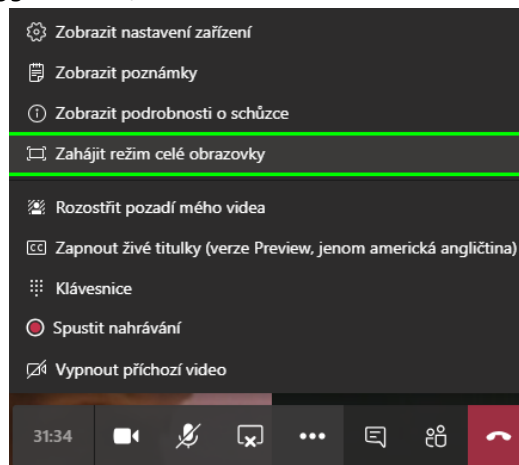 Zobrazit nastavení zařízení
Zobrazit poznámky
Zobrazit podrobnosti o schůzce
Zahájit režim celé obrazovky
Rozostřit pozadí mého videa
CC Zapnout živé titulky (verze Preview, jenom americká angličtina)
Klávesnice
Spustit nahrávání
Vypnout příchozí video
31:34